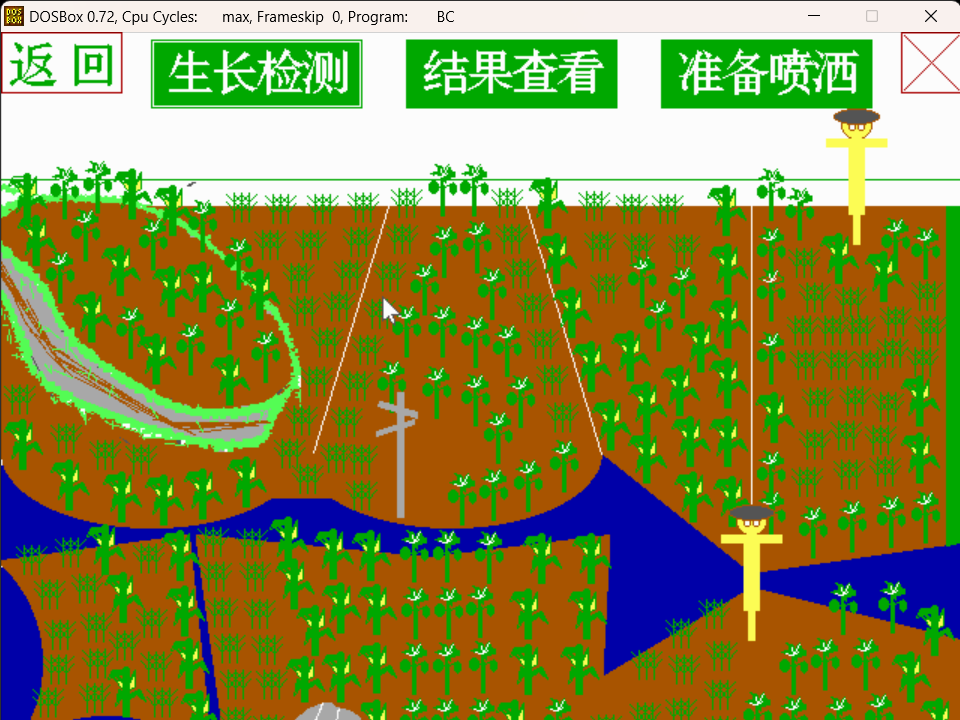 DOSBox 0.72, Cpu Cycles: max, Frameskip 0, Program: BC
返回 生长检测 结果查看 准备喷洒